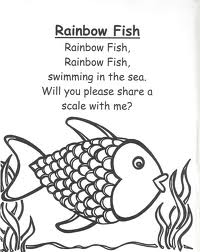 Rainbow Fish
Rainbow Fish,
Rainbow Fish,
swimming in the sea.
Will you please share a
scale with me?